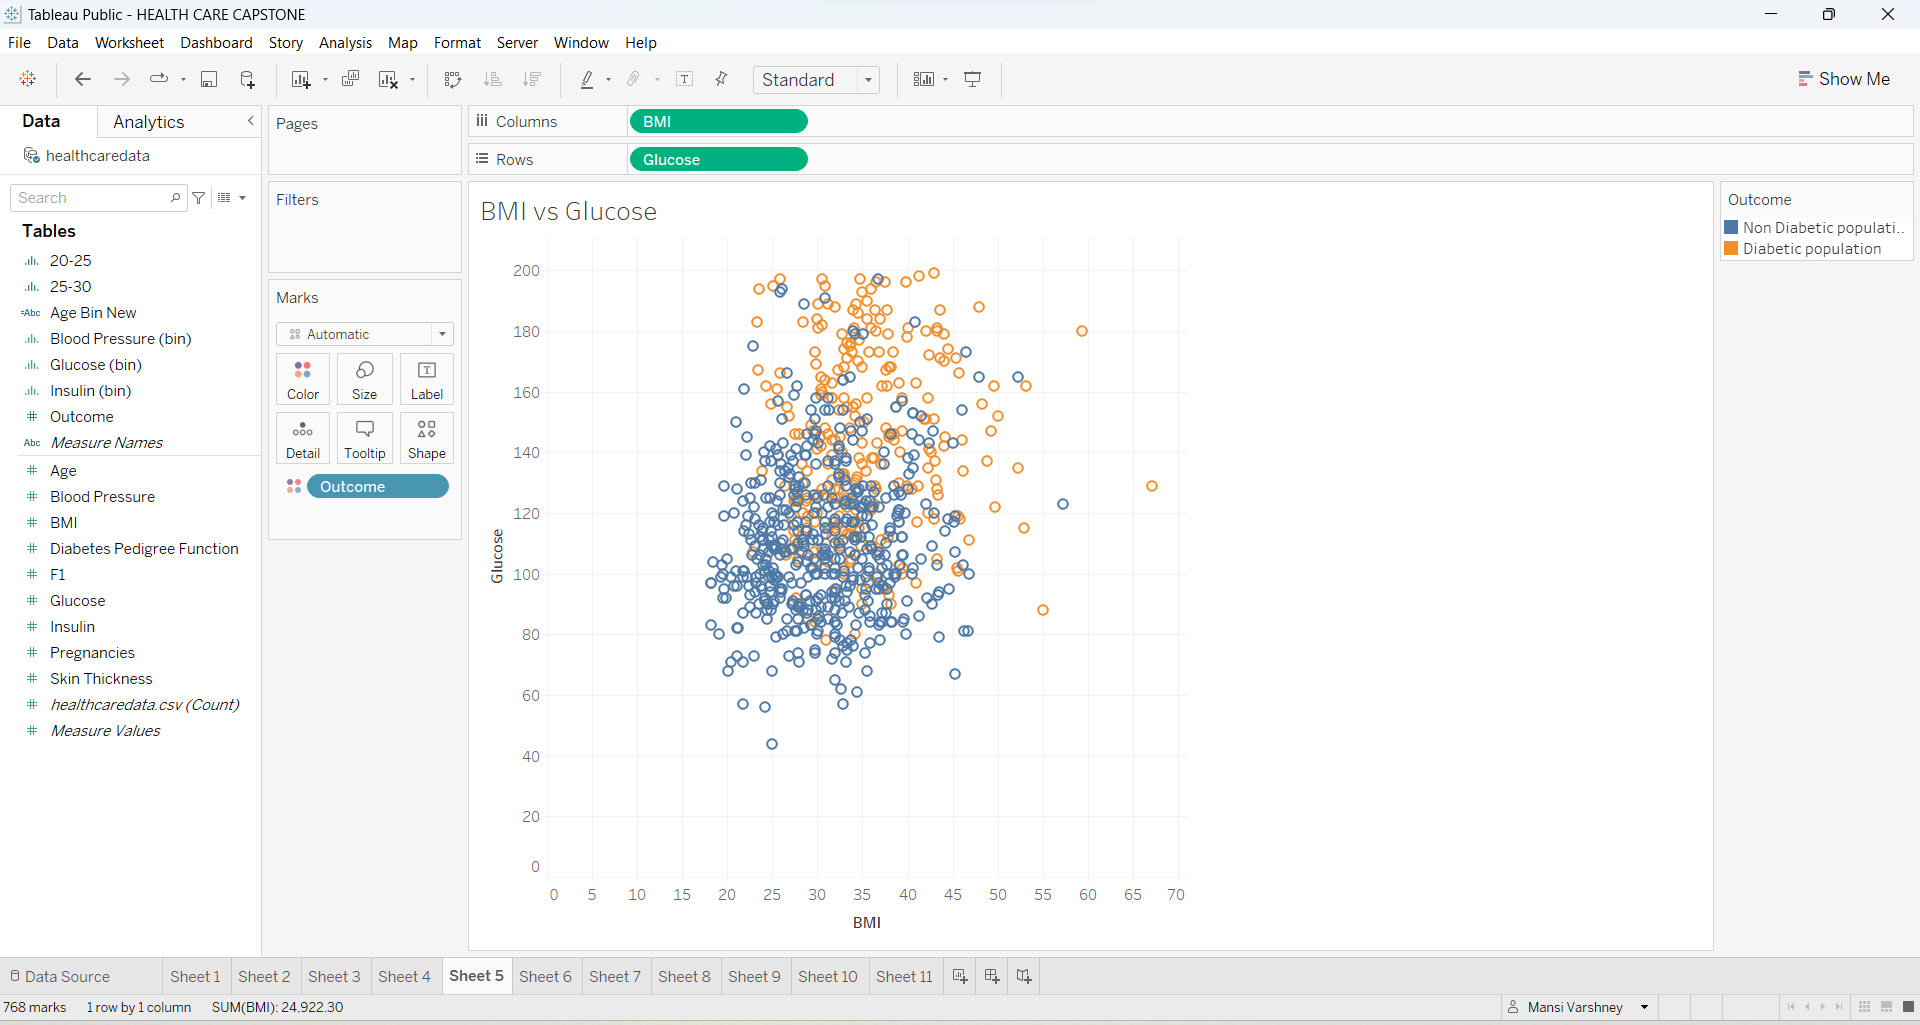 Tableau Public - HEALTH CARE CAPSTONE
File Data Worksheet Dashboard Story Analysis Map Format Server Window Help
Standard
Show Me
Data Analytics
healthcaredata
Search
Tables
20-25
25-30
=Abc Age Bin New
Blood Pressure (bin)
Glucose (bin)
Insulin (bin)
# Outcome
Abc Measure Names
# Age
# Blood Pressure
# BMI
# Diabetes Pedigree Function
# F1
# Glucose
# Insulin
# Pregnancies
# Skin Thickness
# healthcaredata.csv (Count)
# Measure Values
Pages
Filters
Marks
Automatic
Color Size Label
Detail Tooltip Shape
Outcome
Columns BMI
Rows Glucose
BMI vs Glucose
200
180
160
140
120
100
80
60
40
20
0
Glucose
0 5 10 15 20 25 30 35 40 45 50 55 60 65 70
BMI
Outcome
Non Diabetic populati..
Diabetic population
Data Source Sheet 1 Sheet 2 Sheet 3 Sheet 4 Sheet 5 Sheet 6 Sheet 7 Sheet 8 Sheet 9 Sheet 10 Sheet 11
768 marks 1 row by 1 column SUM(BMI): 24,922.30 Mansi Varshney